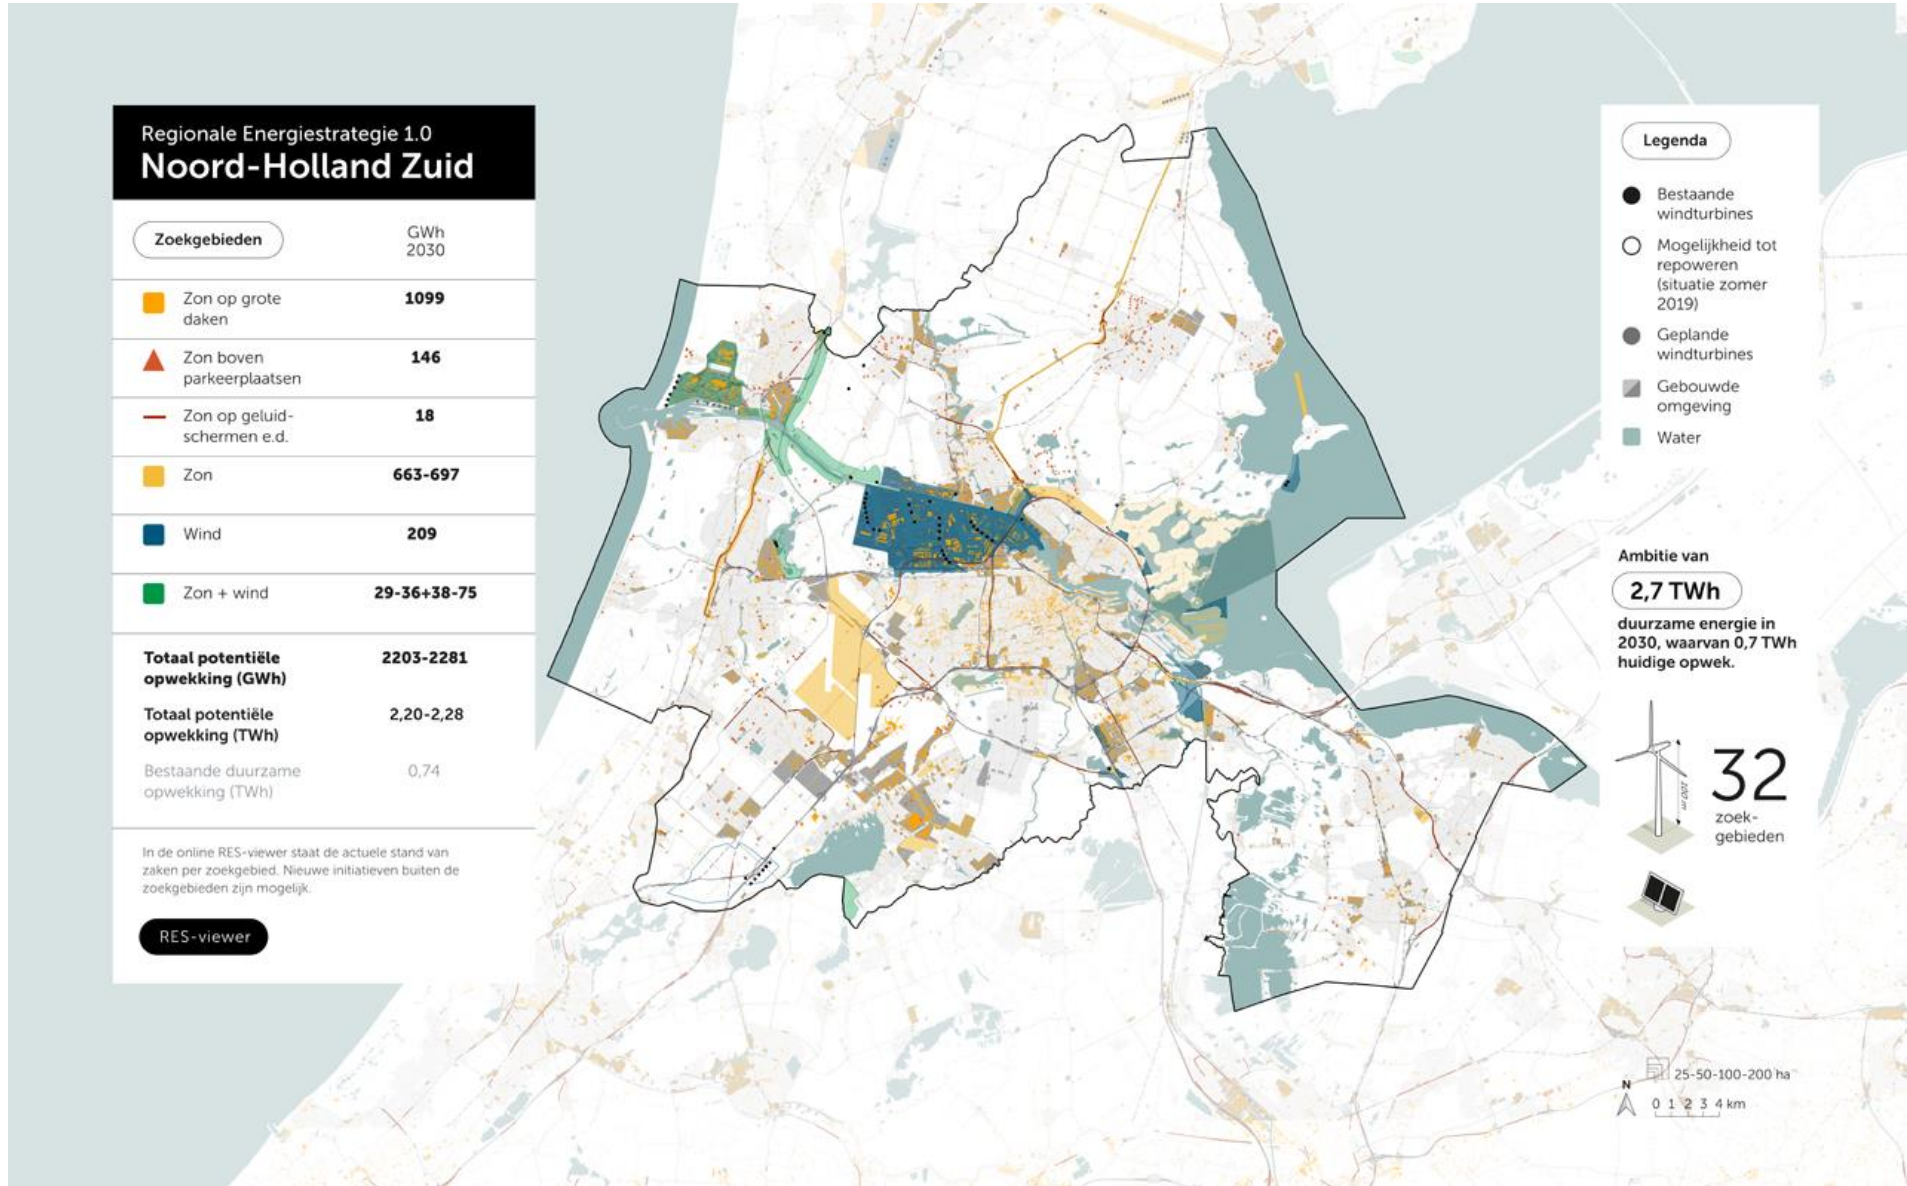 Regionale Energiestrategie 1.0
Noord-Holland Zuid
Zoekgebieden
GWh
2030
Zon op grote
daken
1099
Zon boven
parkeerplaatsen
146
Zon op geluid-
schermen e.d.
18
Zon
663-697
Wind
209
Zon + wind
29-36+38-75
Totaal potentiële
opwekking (GWh)
2203-2281
Totaal potentiële
opwekking (TWh)
2,20-2,28
Bestaande duurzame
opwekking (TWh)
0,74
In de online RES-viewer staat de actuele stand van
zaken per zoekgebied. Nieuwe initiatieven buiten de
zoekgebieden zijn mogelijk.
RES-viewer
Legenda
Bestaande
windturbines
Mogelijkheid tot
repoweren
(situatie zomer
2019)
Geplande
windturbines
Gebouwde
omgeving
Water
Ambitie van
2,7 TWh
duurzame energie in
2030, waarvan 0,7 TWh
huidige opwek.
100 m
32
zoek-
gebieden
25-50-100-200 ha
N
0 1 2 3 4 km